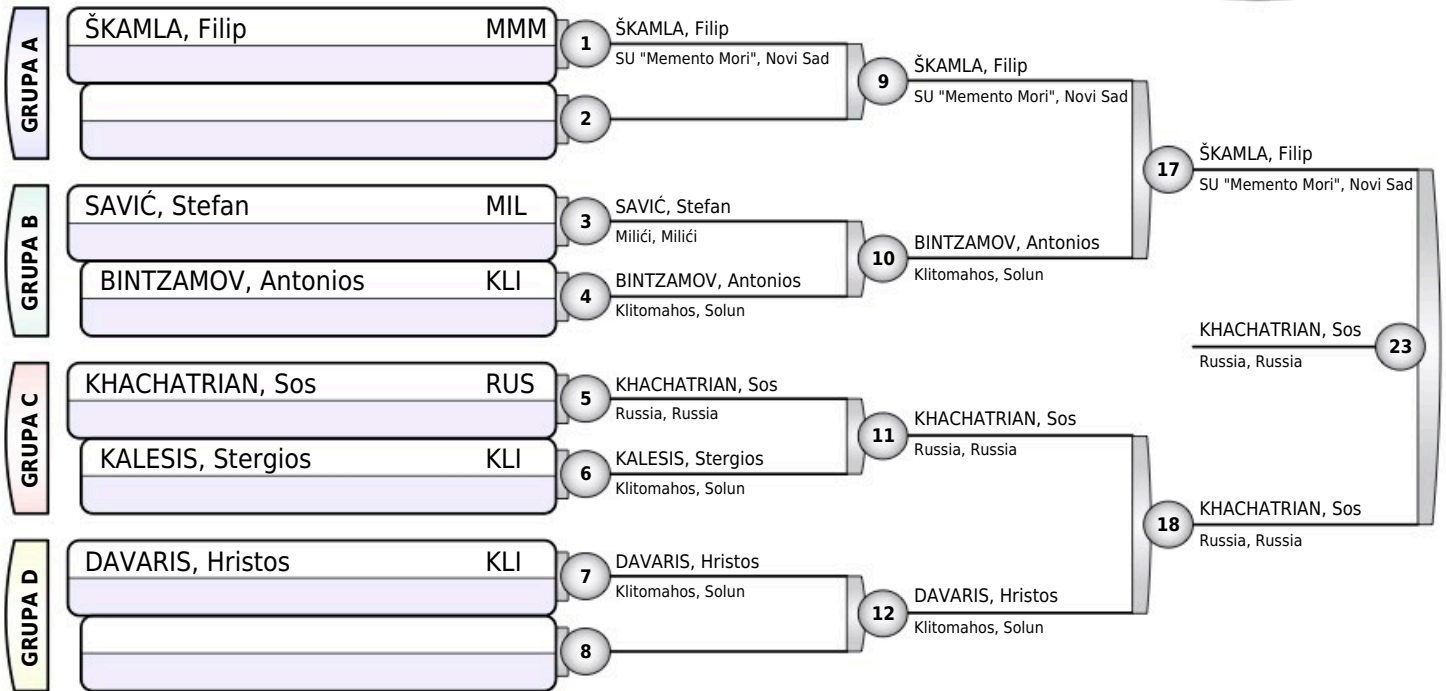 GRUPA A
ŠKAMLA, Filip MMM
1
ŠKAMLA, Filip
SU "Memento Mori", Novi Sad
2
9
ŠKAMLA, Filip
SU "Memento Mori", Novi Sad
17
ŠKAMLA, Filip
SU "Memento Mori", Novi Sad
GRUPA B
SAVIĆ, Stefan MIL
3
SAVIĆ, Stefan
Milići, Milići
BINTZAMOV, Antonios KLI
4
BINTZAMOV, Antonios
Klitomahos, Solun
10
BINTZAMOV, Antonios
Klitomahos, Solun
KHACHATRIAN, Sos
Russia, Russia
23
GRUPA C
KHACHATRIAN, Sos RUS
5
KHACHATRIAN, Sos
Russia, Russia
KALESIS, Stergios KLI
6
KALESIS, Stergios
Klitomahos, Solun
11
KHACHATRIAN, Sos
Russia, Russia
18
KHACHATRIAN, Sos
Russia, Russia
GRUPA D
DAVARIS, Hristos KLI
7
DAVARIS, Hristos
Klitomahos, Solun
8
12
DAVARIS, Hristos
Klitomahos, Solun